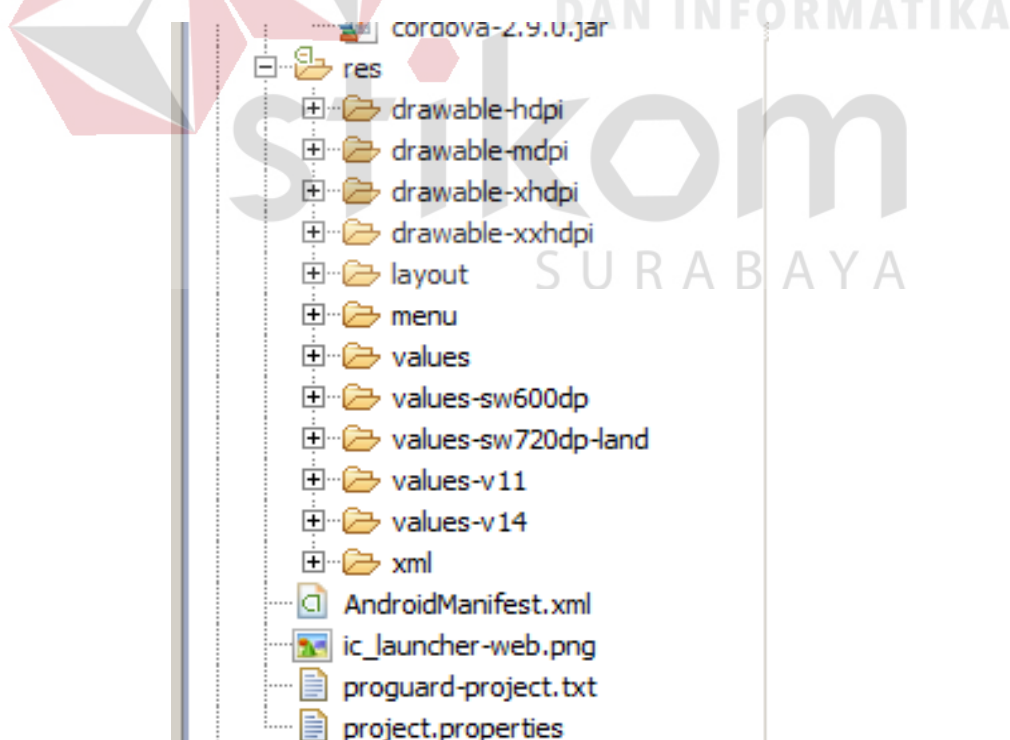 DAN INFORMATIKA
cordova-2.9.0.jar
res
stikom
SURABAYA
drawable-hdpi
drawable-mdpi
drawable-xhdpi
drawable-xxhdpi
layout
menu
values
values-sw600dp
values-sw720dp-land
values-v11
values-v14
xml
AndroidManifest.xml
ic_launcher-web.png
proguard-project.txt
project.properties